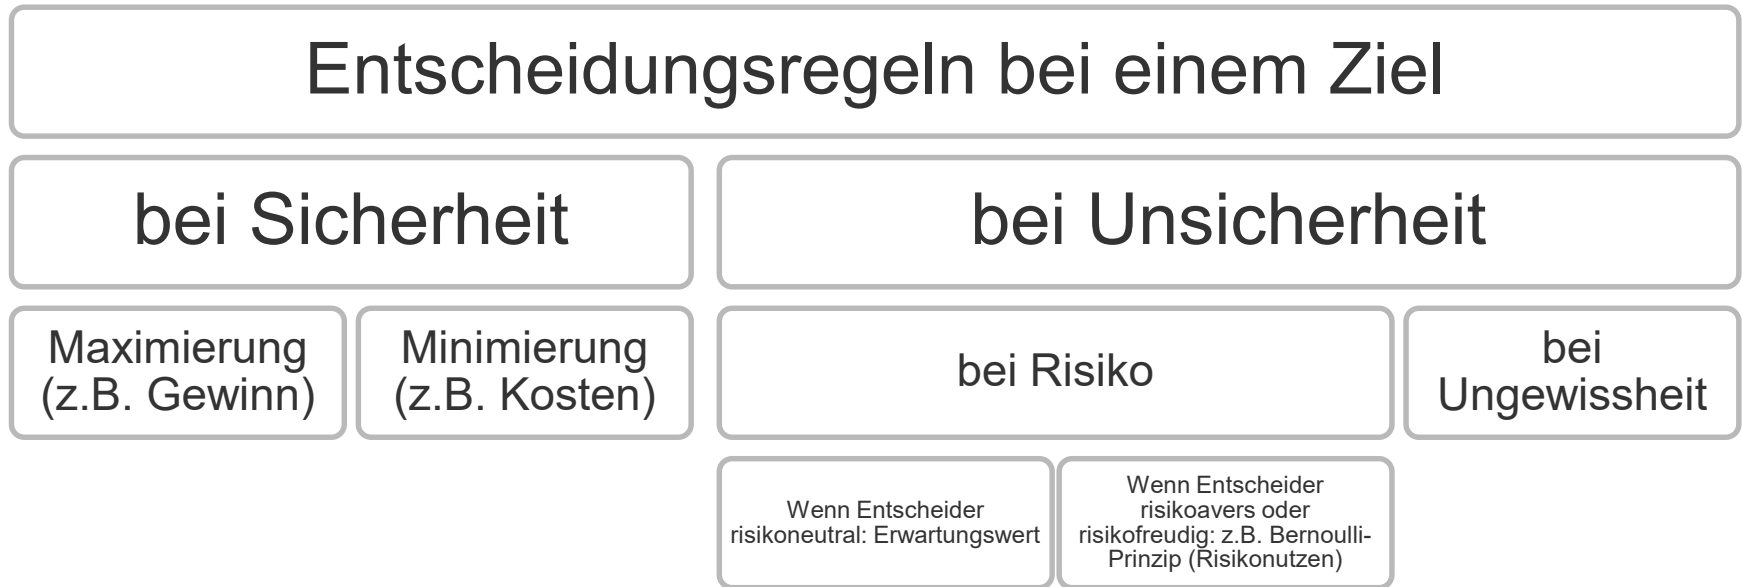 Entscheidungsregeln bei einem Ziel
bei Sicherheit
bei Unsicherheit
Maximierung
(z.B. Gewinn)
Minimierung
(z.B. Kosten)
bei Risiko
bei
Ungewissheit
Wenn Entscheider
risikoneutral: Erwartungswert
Wenn Entscheider
risikoavers oder
risikofreudig: z.B. Bernoulli-
Prinzip (Risikonutzen)